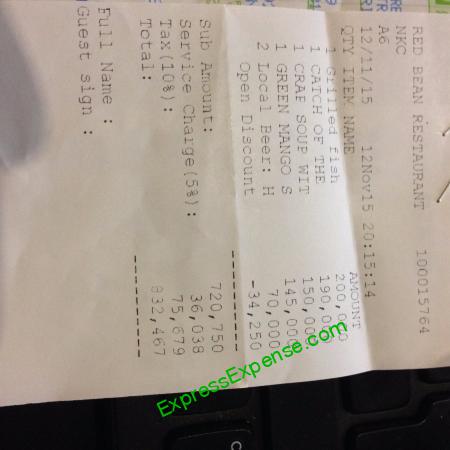 RED BEAN RESTAURANT 100015764
NKC
A6
12/11/15 12Nov15 20:15:14
QTY ITEM NAME AMOUNT
1 Grilled fish 200,000
1 CATCH OF THE 190,000
1 CRAF SOUP WIT 150,000
1 GREEN MANGO S 145,000
2 Local Beer: H 70,000
Open Discount -34,250
Sub Amount: 720,750
Service Charge(5%): 36,038
Tax(10%): 75,679
Total: 832,467
Full Name :
Guest sign :
ExpressExpense.com